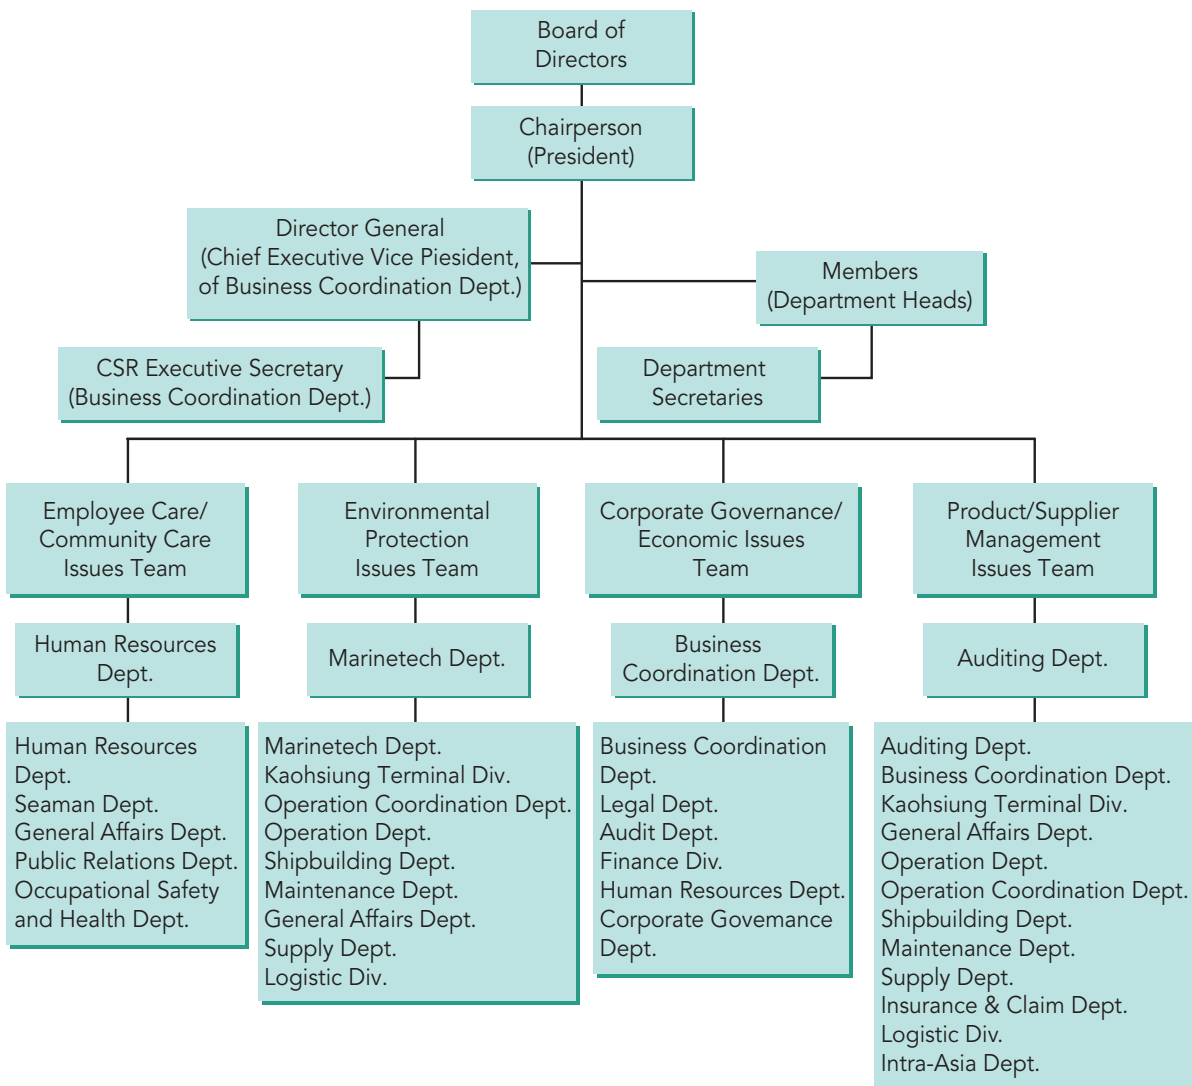 Board of
Directors
Chairperson
(President)
Director General
(Chief Executive Vice Piesident,
of Business Coordination Dept.)
Members
(Department Heads)
CSR Executive Secretary
(Business Coordination Dept.)
Department
Secretaries
Employee Care/
Community Care
Issues Team
Environmental
Protection
Issues Team
Corporate Governance/
Economic Issues
Team
Product/Supplier
Management
Issues Team
Human Resources
Dept.
Marinetech Dept.
Business
Coordination Dept.
Auditing Dept.
Human Resources
Dept.
Seaman Dept.
General Affairs Dept.
Public Relations Dept.
Occupational Safety
and Health Dept.
Marinetech Dept.
Kaohsiung Terminal Div.
Operation Coordination Dept.
Operation Dept.
Shipbuilding Dept.
Maintenance Dept.
General Affairs Dept.
Supply Dept.
Logistic Div.
Business Coordination
Dept.
Legal Dept.
Audit Dept.
Finance Div.
Human Resources Dept.
Corporate Govemance
Dept.
Auditing Dept.
Business Coordination Dept.
Kaohsiung Terminal Div.
General Affairs Dept.
Operation Dept.
Operation Coordination Dept.
Shipbuilding Dept.
Maintenance Dept.
Supply Dept.
Insurance & Claim Dept.
Logistic Div.
Intra-Asia Dept.